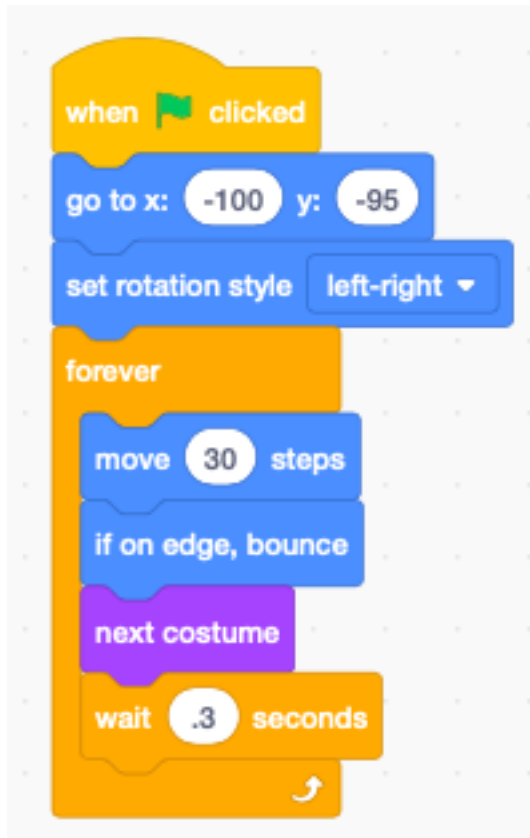 when clicked
go to x: -100 y: -95
set rotation style left-right
forever
move 30 steps
if on edge, bounce
next costume
wait .3 seconds